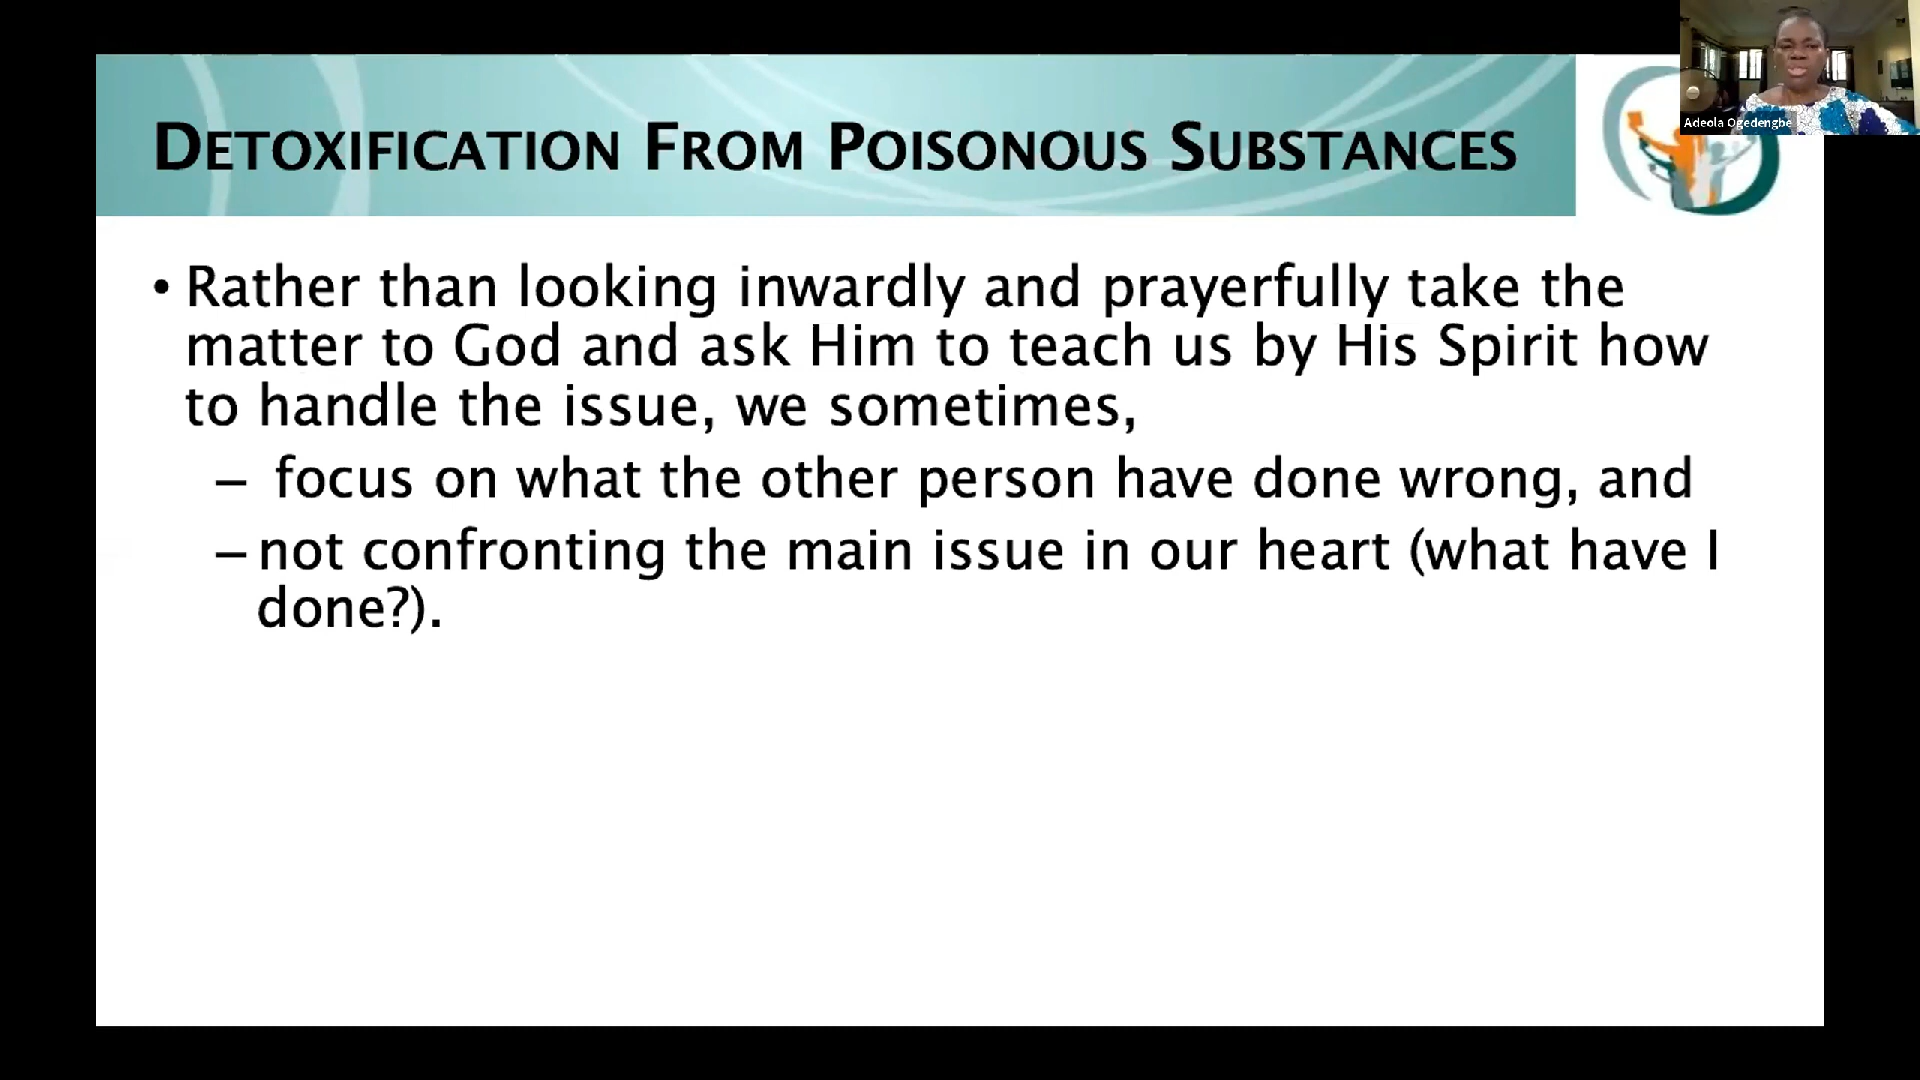 DETOXIFICATION FROM POISONOUS SUBSTANCES
Adeola Ogedengbe
• Rather than looking inwardly and prayerfully take the
matter to God and ask Him to teach us by His Spirit how
to handle the issue, we sometimes,
– focus on what the other person have done wrong, and
– not confronting the main issue in our heart (what have I
done?).